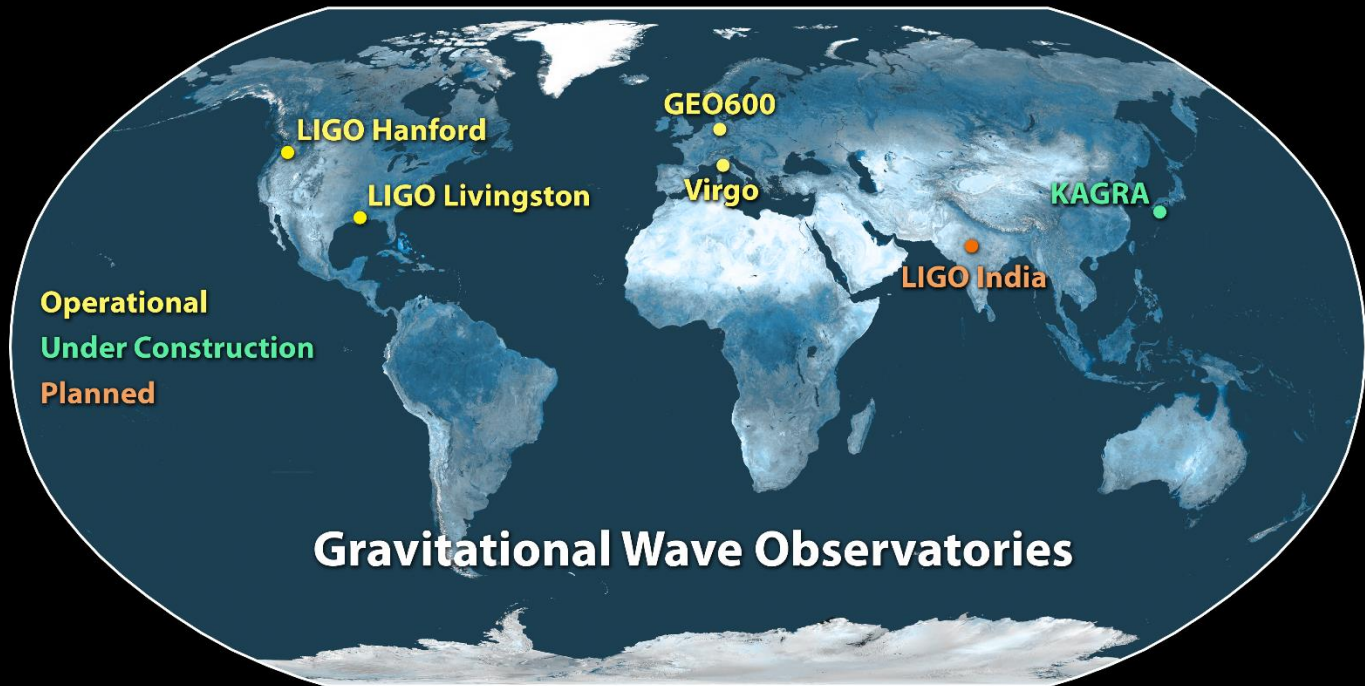 GEO600
LIGO Hanford
LIGO Livingston
Virgo
KAGRA
LIGO India
Operational
Under Construction
Planned
Gravitational Wave Observatories